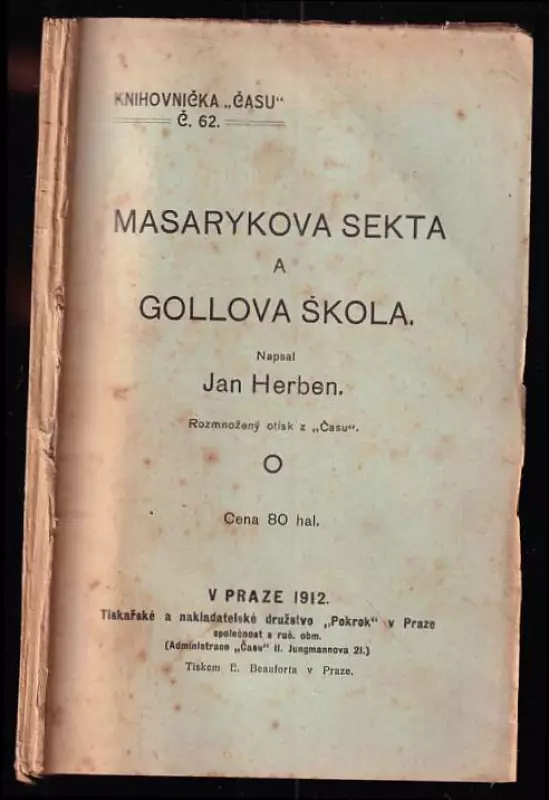 KNIHOVNIČKA „ČASU“
Č. 62.
MASARYKOVA SEKTA
A
GOLLOVA ŠKOLA.
Napsal
Jan Herben.
Rozmnožený otisk z „Času“.
Cena 80 hal.
V PRAZE 1912.
Tiskařské a nakladatelské družstvo „Pokrok“ v Praze
společnost s ruč. obm.
(Administrace „Času“ II. Jungmannova 21.)
Tiskem E. Beauforta v Praze.